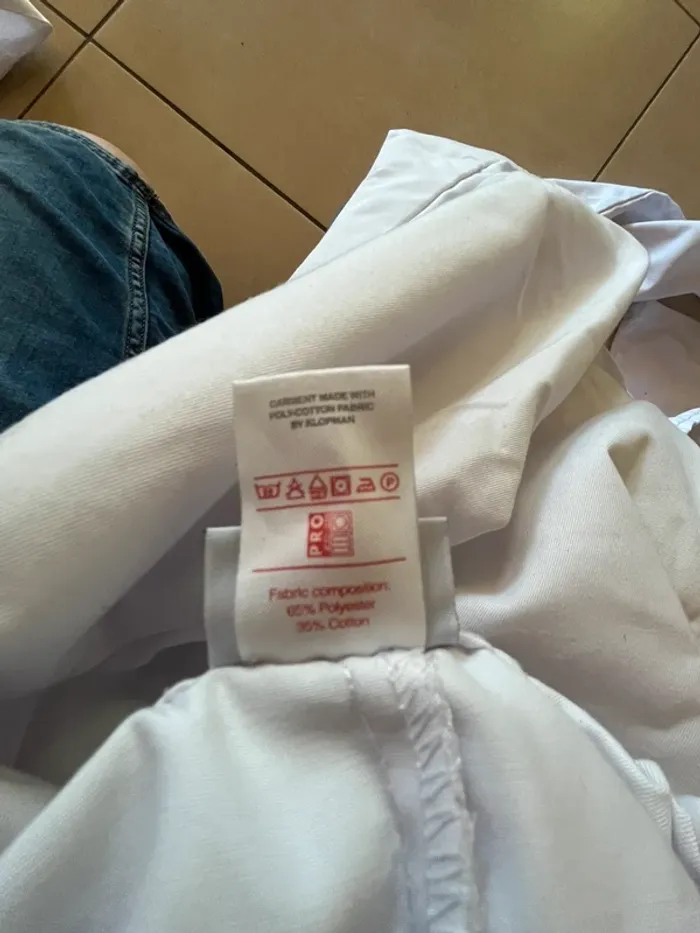 GARMENT MADE WITH
POLYCOTTON FABRIC
BY KLOPMAN
P
PRO
Fabric composition:
65% Polyester
35% Cotton